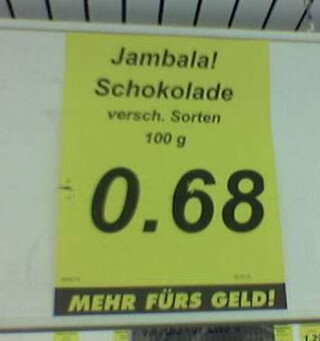 Jambala!
Schokolade
versch. Sorten
100 g
0.68
MEHR FÜRS GELD!